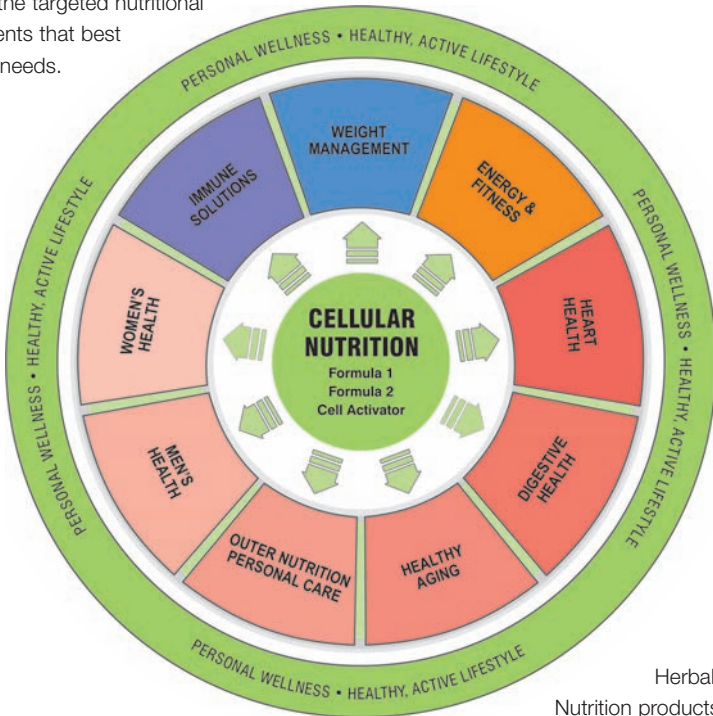 the targeted nutritional
ents that best
needs.
PERSONAL WELLNESS • HEALTHY, ACTIVE LIFESTYLE
WEIGHT
MANAGEMENT
ENERGY &
FITNESS
HEART
HEALTH
DIGESTIVE
HEALTH
HEALTHY
AGING
OUTER NUTRITION
PERSONAL CARE
MEN'S
HEALTH
WOMEN'S
HEALTH
IMMUNE
SOLUTIONS
CELLULAR
NUTRITION
Formula 1
Formula 2
Cell Activator
PERSONAL WELLNESS • HEALTHY, ACTIVE LIFESTYLE
PERSONAL WELLNESS • HEALTHY, ACTIVE LIFESTYLE
PERSONAL WELLNESS • HEALTHY, ACTIVE LIFESTYLE
Herbal
Nutrition products